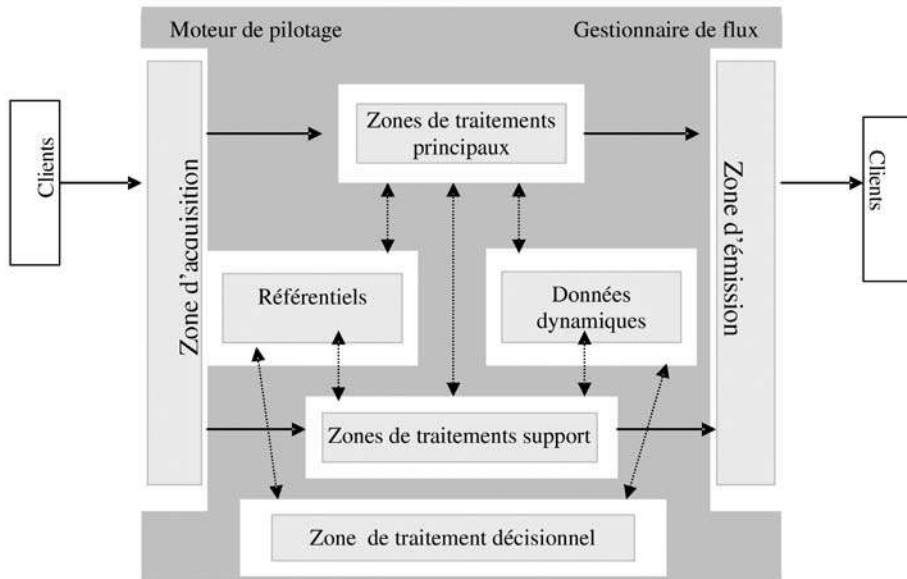 Moteur de pilotage
Gestionnaire de flux
Clients
Zone d'acquisition
Zones de traitements
principaux
Zone d'émission
Clients
Référentiels
Données
dynamiques
Zones de traitements support
Zone de traitement décisionnel